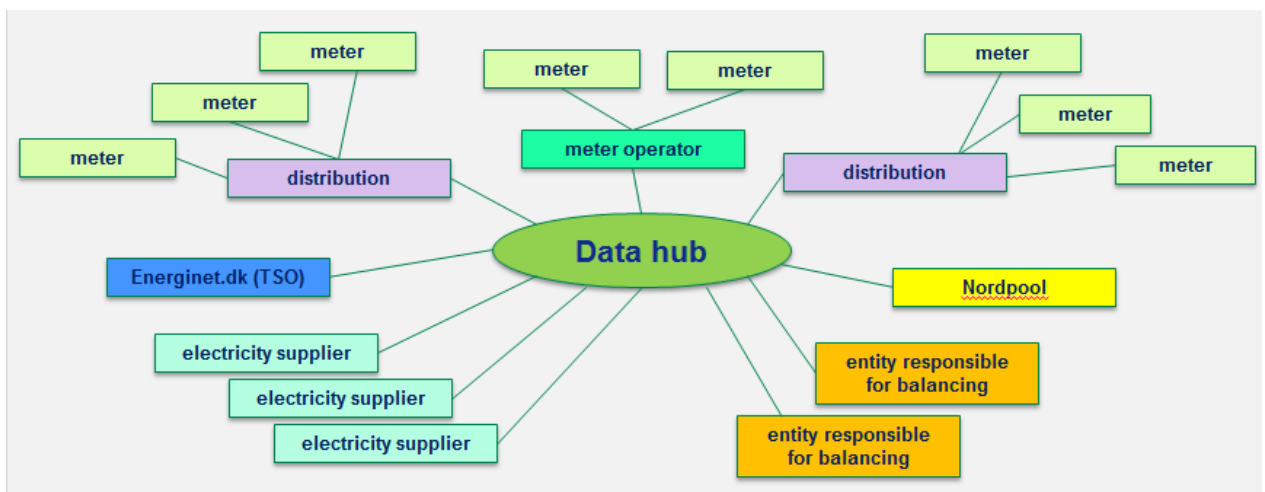 meter
meter
meter
distribution
meter
meter
meter operator
meter
meter
meter
distribution
Data hub
Energinet.dk (TSO)
Nordpool
electricity supplier
electricity supplier
electricity supplier
entity responsible
for balancing
entity responsible
for balancing